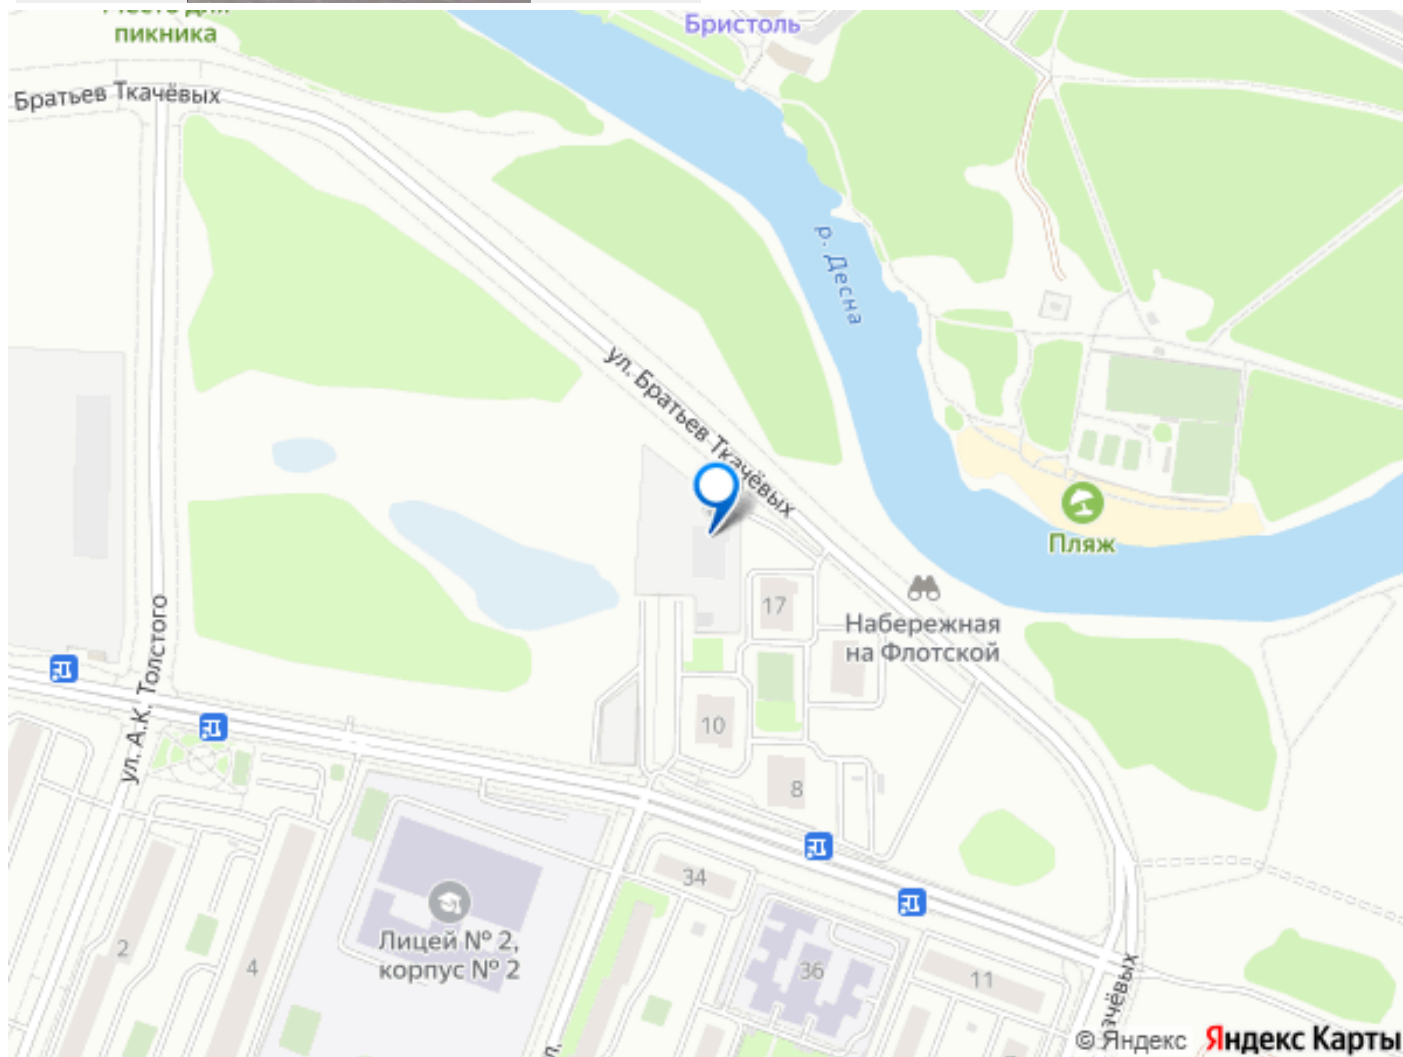 пикника
Бристоль
Братьев Ткачёвых
р. Десна
ул. Братьев Ткачёвых
Пляж
17
Набережная
на Флотской
ул. А.К. Толстого
10
8
34
Лицей № 2,
корпус № 2
2
4
36
11
© Яндекс Яндекс Карты